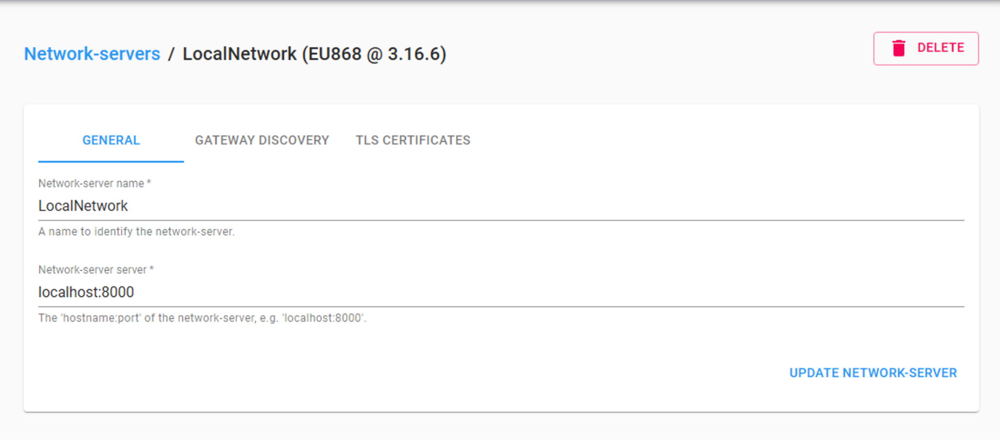 Network-servers / LocalNetwork (EU868 @ 3.16.6)
DELETE
GENERAL GATEWAY DISCOVERY TLS CERTIFICATES
Network-server name *
LocalNetwork
A name to identify the network-server.
Network-server server *
localhost:8000
The 'hostname:port' of the network-server, e.g. 'localhost:8000'.
UPDATE NETWORK-SERVER